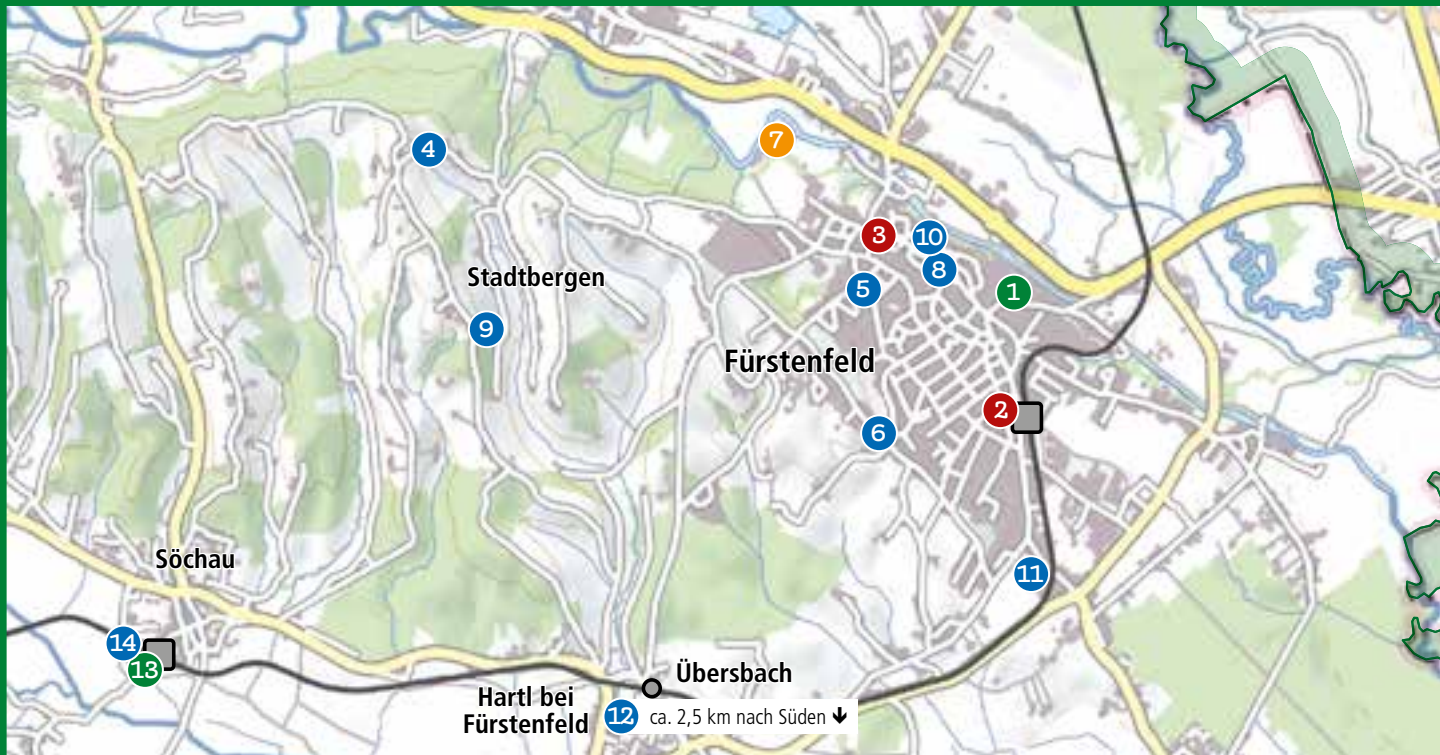 7
4
3
10
8
Stadtbergen
5
1
9
Fürstenfeld
2
6
Söchau
11
14
13
Übersbach
Hartl bei
Fürstenfeld
12 ca. 2,5 km nach Süden ↓